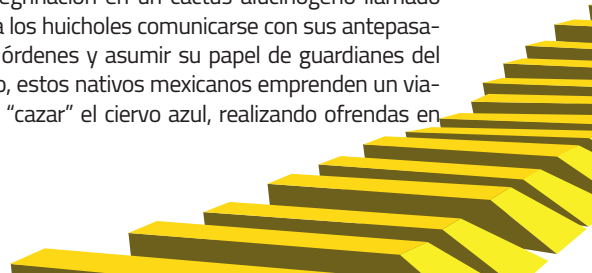 en un cactus alucinógeno llamado
a los huicholes comunicarse con sus antepasa-
órdenes y asumir su papel de guardianes del
o, estos nativos mexicanos emprenden un via-
“cazar” el ciervo azul, realizando ofrendas en